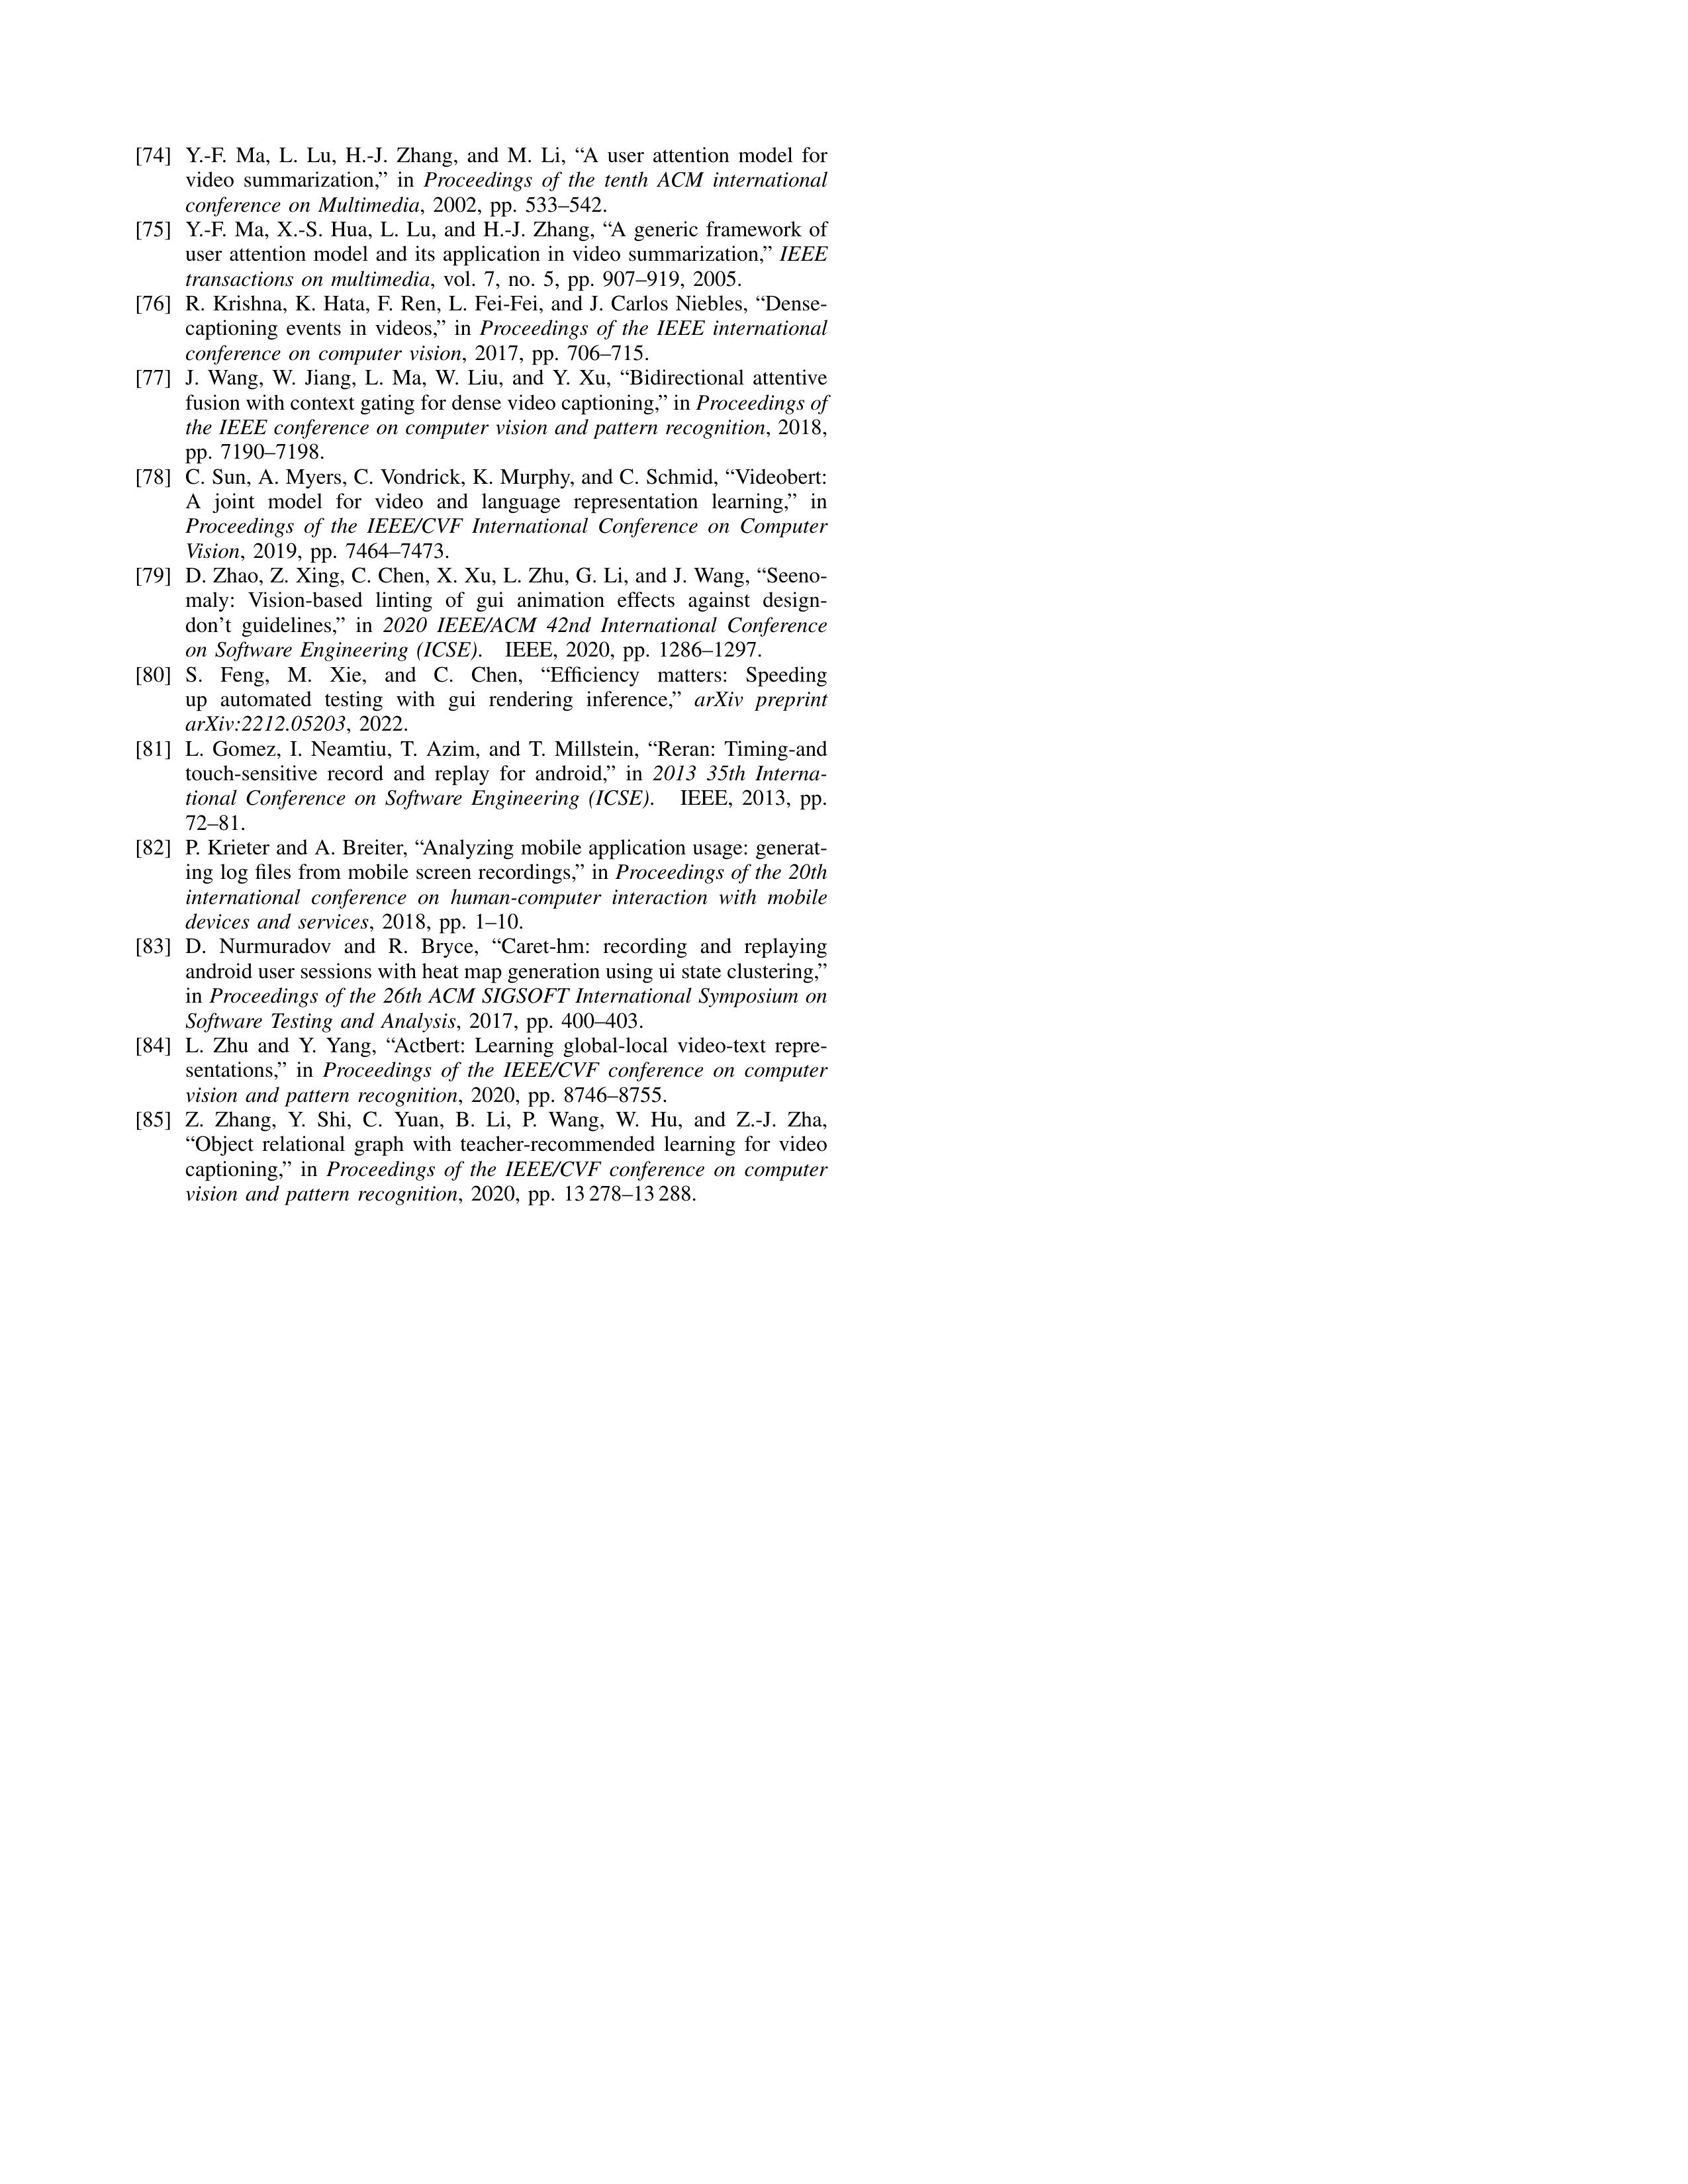 [74] Y.-F. Ma, L. Lu, H.-J. Zhang, and M. Li, “A user attention model for
video summarization,” in Proceedings of the tenth ACM international
conference on Multimedia, 2002, pp. 533–542.
[75] Y.-F. Ma, X.-S. Hua, L. Lu, and H.-J. Zhang, “A generic framework of
user attention model and its application in video summarization,” IEEE
transactions on multimedia, vol. 7, no. 5, pp. 907–919, 2005.
[76] R. Krishna, K. Hata, F. Ren, L. Fei-Fei, and J. Carlos Niebles, “Dense-
captioning events in videos,” in Proceedings of the IEEE international
conference on computer vision, 2017, pp. 706–715.
[77] J. Wang, W. Jiang, L. Ma, W. Liu, and Y. Xu, “Bidirectional attentive
fusion with context gating for dense video captioning,” in Proceedings of
the IEEE conference on computer vision and pattern recognition, 2018,
pp. 7190–7198.
[78] C. Sun, A. Myers, C. Vondrick, K. Murphy, and C. Schmid, “Videobert:
A joint model for video and language representation learning,” in
Proceedings of the IEEE/CVF International Conference on Computer
Vision, 2019, pp. 7464–7473.
[79] D. Zhao, Z. Xing, C. Chen, X. Xu, L. Zhu, G. Li, and J. Wang, “Seeno-
maly: Vision-based linting of gui animation effects against design-
don’t guidelines,” in 2020 IEEE/ACM 42nd International Conference
on Software Engineering (ICSE). IEEE, 2020, pp. 1286–1297.
[80] S. Feng, M. Xie, and C. Chen, “Efficiency matters: Speeding
up automated testing with gui rendering inference,” arXiv preprint
arXiv:2212.05203, 2022.
[81] L. Gomez, I. Neamtiu, T. Azim, and T. Millstein, “Reran: Timing-and
touch-sensitive record and replay for android,” in 2013 35th Interna-
tional Conference on Software Engineering (ICSE). IEEE, 2013, pp.
72–81.
[82] P. Krieter and A. Breiter, “Analyzing mobile application usage: generat-
ing log files from mobile screen recordings,” in Proceedings of the 20th
international conference on human-computer interaction with mobile
devices and services, 2018, pp. 1–10.
[83] D. Nurmuradov and R. Bryce, “Caret-hm: recording and replaying
android user sessions with heat map generation using ui state clustering,”
in Proceedings of the 26th ACM SIGSOFT International Symposium on
Software Testing and Analysis, 2017, pp. 400–403.
[84] L. Zhu and Y. Yang, “Actbert: Learning global-local video-text repre-
sentations,” in Proceedings of the IEEE/CVF conference on computer
vision and pattern recognition, 2020, pp. 8746–8755.
[85] Z. Zhang, Y. Shi, C. Yuan, B. Li, P. Wang, W. Hu, and Z.-J. Zha,
“Object relational graph with teacher-recommended learning for video
captioning,” in Proceedings of the IEEE/CVF conference on computer
vision and pattern recognition, 2020, pp. 13 278–13 288.